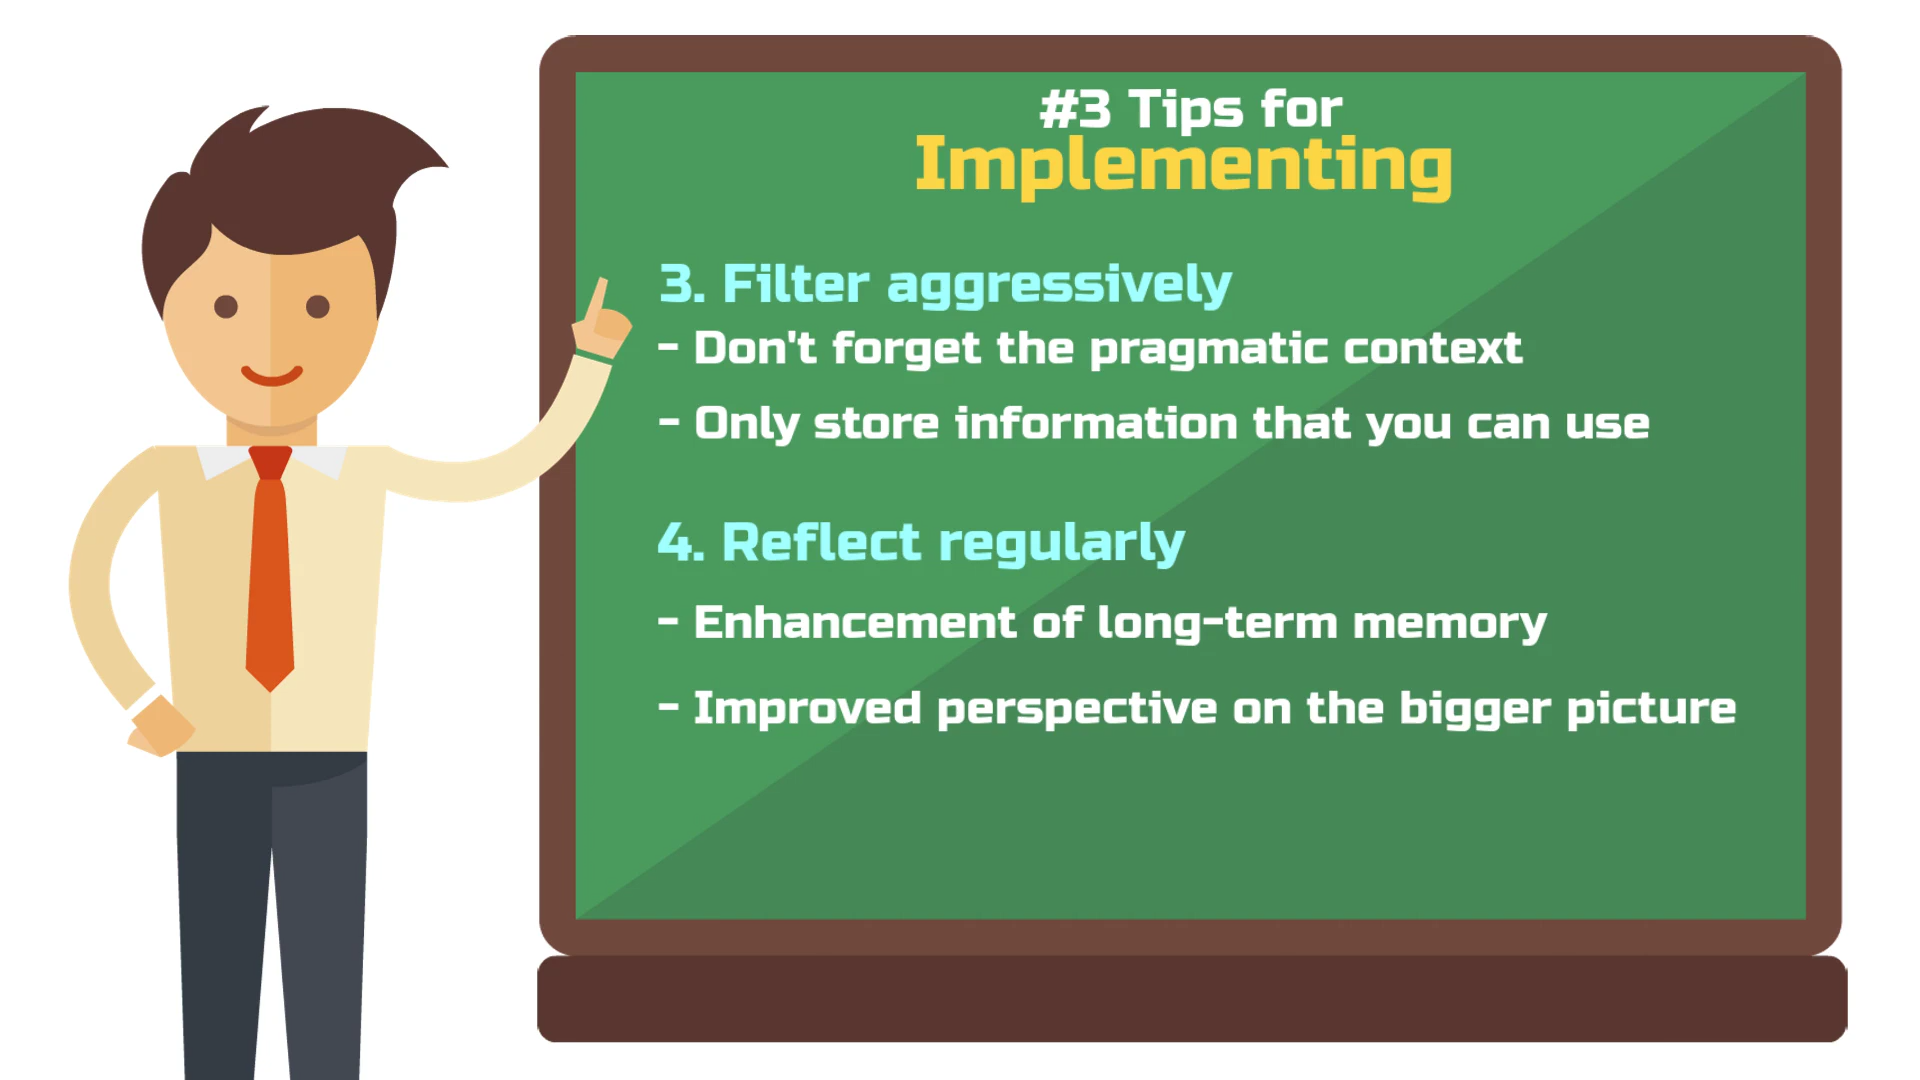 #3 Tips for
Implementing
3. Filter aggressively
- Don't forget the pragmatic context
- Only store information that you can use
4. Reflect regularly
- Enhancement of long-term memory
- Improved perspective on the bigger picture